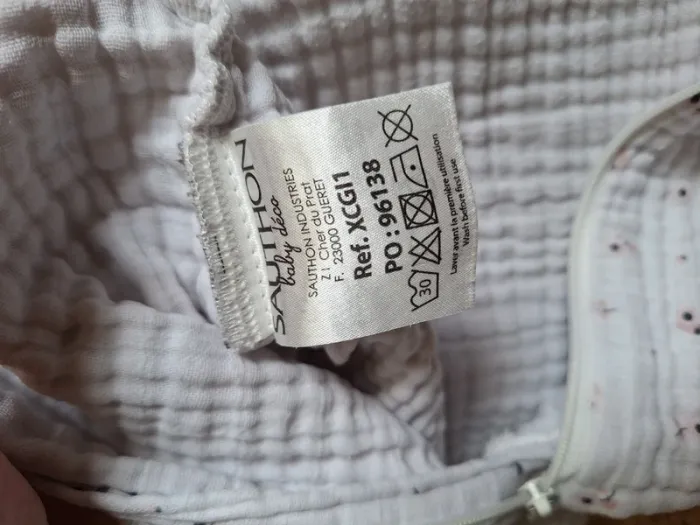 SAUTHON
baby déco
SAUTHON INDUSTRIES
Z I Cher du Prat
F. 23000 GUERET
Ref. XCGI1
PO : 96138
30
Laver avant la première utilisation
Wash before first use